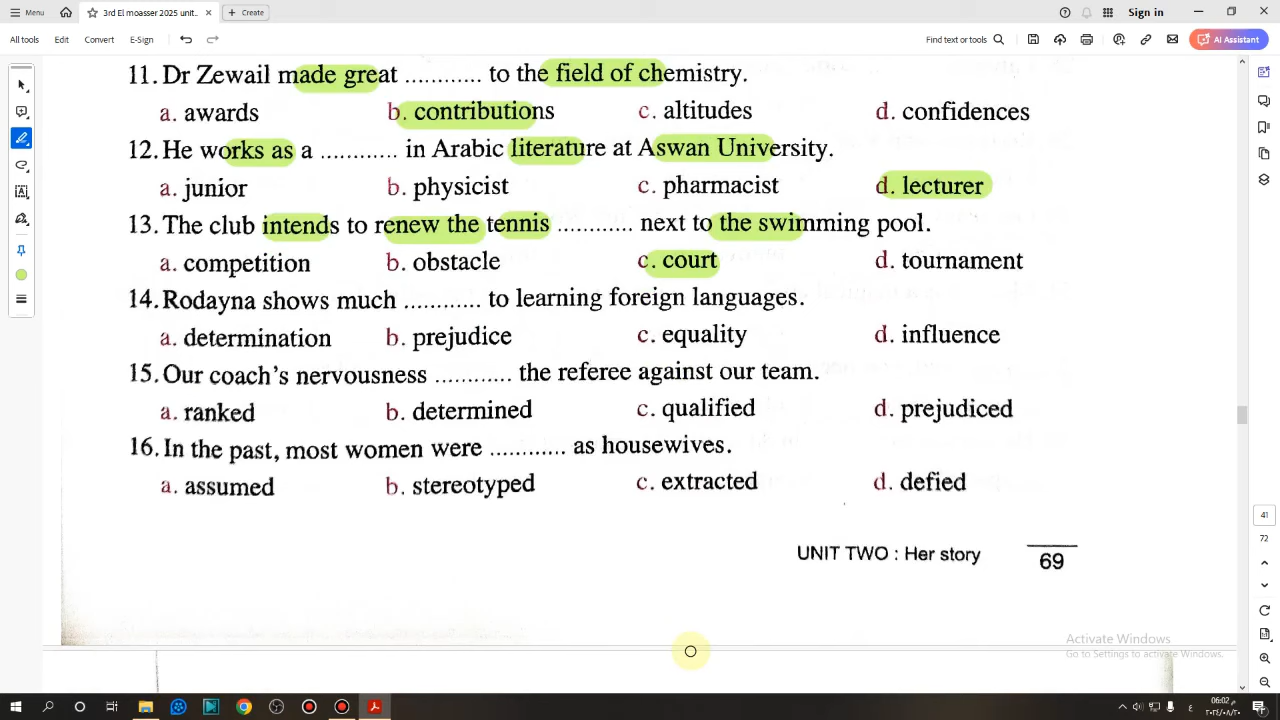 Menu
3rd El moasser 2025 unit...
Create
Sign in
All tools Edit Convert E-Sign
Find text or tools
AI Assistant
11. Dr Zewail made great ............ to the field of chemistry.
a. awards b. contributions c. altitudes d. confidences
12. He works as a ............ in Arabic literature at Aswan University.
a. junior b. physicist c. pharmacist d. lecturer
13. The club intends to renew the tennis ............ next to the swimming pool.
a. competition b. obstacle c. court d. tournament
14. Rodayna shows much ............ to learning foreign languages.
a. determination b. prejudice c. equality d. influence
15. Our coach's nervousness ............ the referee against our team.
a. ranked b. determined c. qualified d. prejudiced
16. In the past, most women were ............ as housewives.
a. assumed b. stereotyped c. extracted d. defied
UNIT TWO : Her story 69
41
72
Activate Windows
Go to Settings to activate Windows.
06:02 م